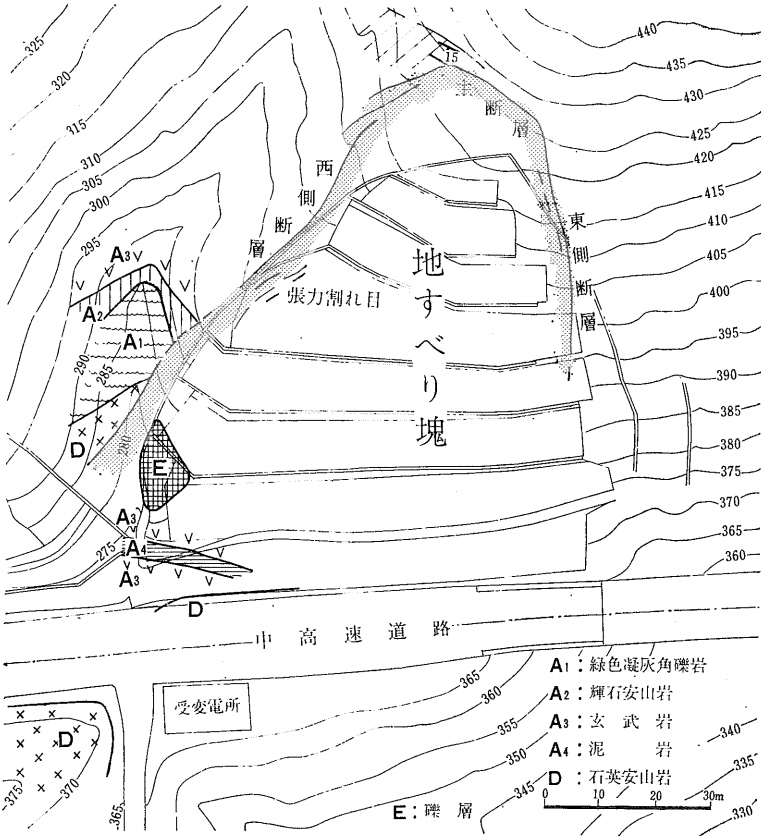 325
320
315
310
305
300
295
290
285
280
275
440
435
430
425
420
415
410
405
400
395
390
385
380
375
370
365
360
15
主断層
西側断層
東側断層
張力割れ目
地すべり塊
A3
A2
A1
D
E
A3
A4
A3
D
中高速道路
受変電所
D
375
370
365
365
360
355
350
345
340
335
330
A1：緑色凝灰角礫岩
A2：輝石安山岩
A3：玄武岩
A4：泥岩
D：石英安山岩
E：礫層
0 10 20 30m